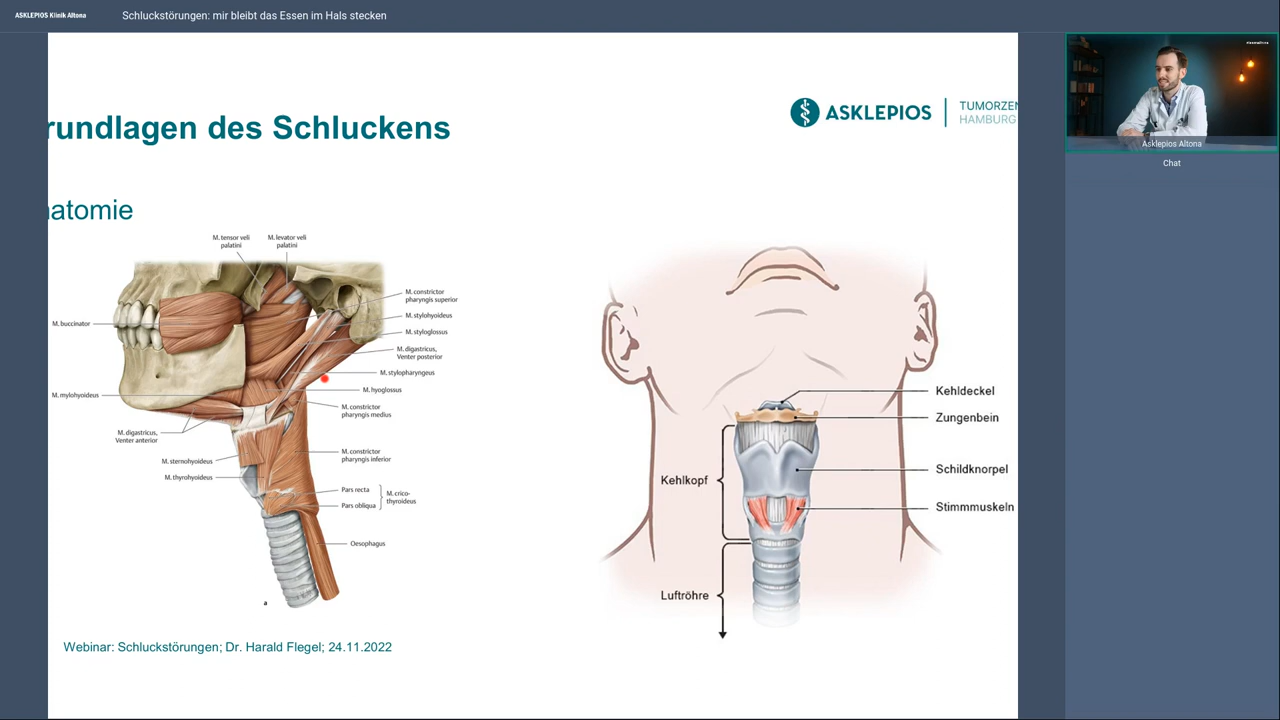 ASKLEPIOS Klinik Altona
Schluckstörungen: mir bleibt das Essen im Hals stecken
rundlagen des Schluckens
ASKLEPIOS
TUMORZEN
HAMBURG
Asklepios Altona
Chat
natomie
M. tensor veli
palatini
M. levator veli
palatini
M. buccinator
M. mylohyoideus
M. digastricus,
Venter anterior
M. sternohyoideus
M. thyrohyoideus
M. constrictor
pharyngis superior
M. stylohyoideus
M. styloglossus
M. digastricus,
Venter posterior
M. stylopharyngeus
M. hyoglossus
M. constrictor
pharyngis medius
M. constrictor
pharyngis inferior
Pars recta
Pars obliqua
M. crico-
thyroideus
Oesophagus
a
Kehldeckel
Zungenbein
Kehlkopf
Schildknorpel
Stimmmuskeln
Luftröhre
Webinar: Schluckstörungen; Dr. Harald Flegel; 24.11.2022